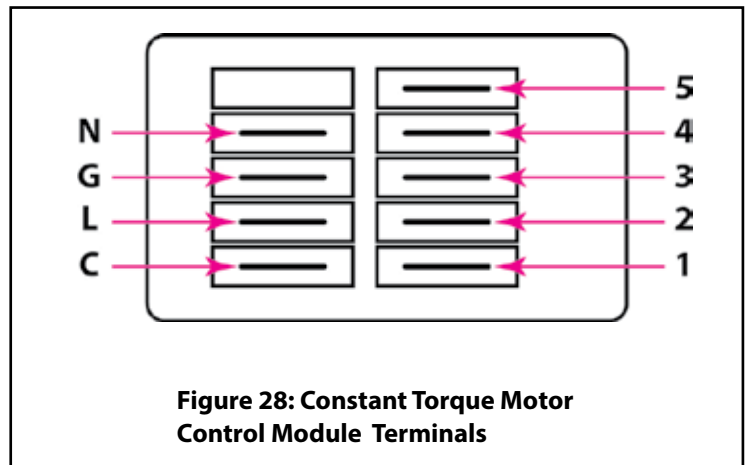 5
N 4
G 3
L 2
C 1
Figure 28: Constant Torque Motor
Control Module Terminals